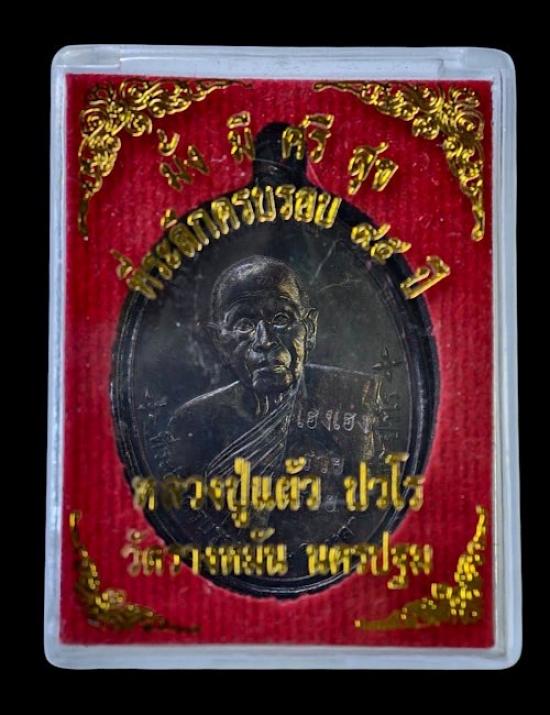 มั่ง มี ศรี สุข
ที่ระลึกครบรอบ ๙๕ ปี
เฮงเฮง
หลวงปู่แผ้ว ปวโร
วัดรางหมัน นครปฐม